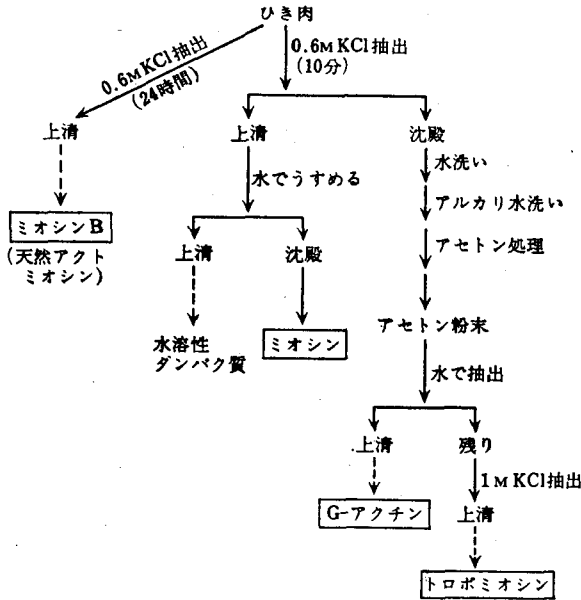 ひき肉
0.6M KCl抽出
(24時間)
0.6M KCl抽出
(10分)
上清
上清
沈殿
水洗い
水でうすめる
アルカリ水洗い
ミオシンB
(天然アクト
ミオシン)
上清
沈殿
アセトン処理
水溶性
ダンパク質
ミオシン
アセトン粉末
水で抽出
上清
残り
1M KCl抽出
G-アクチン
上清
トロポミオシン